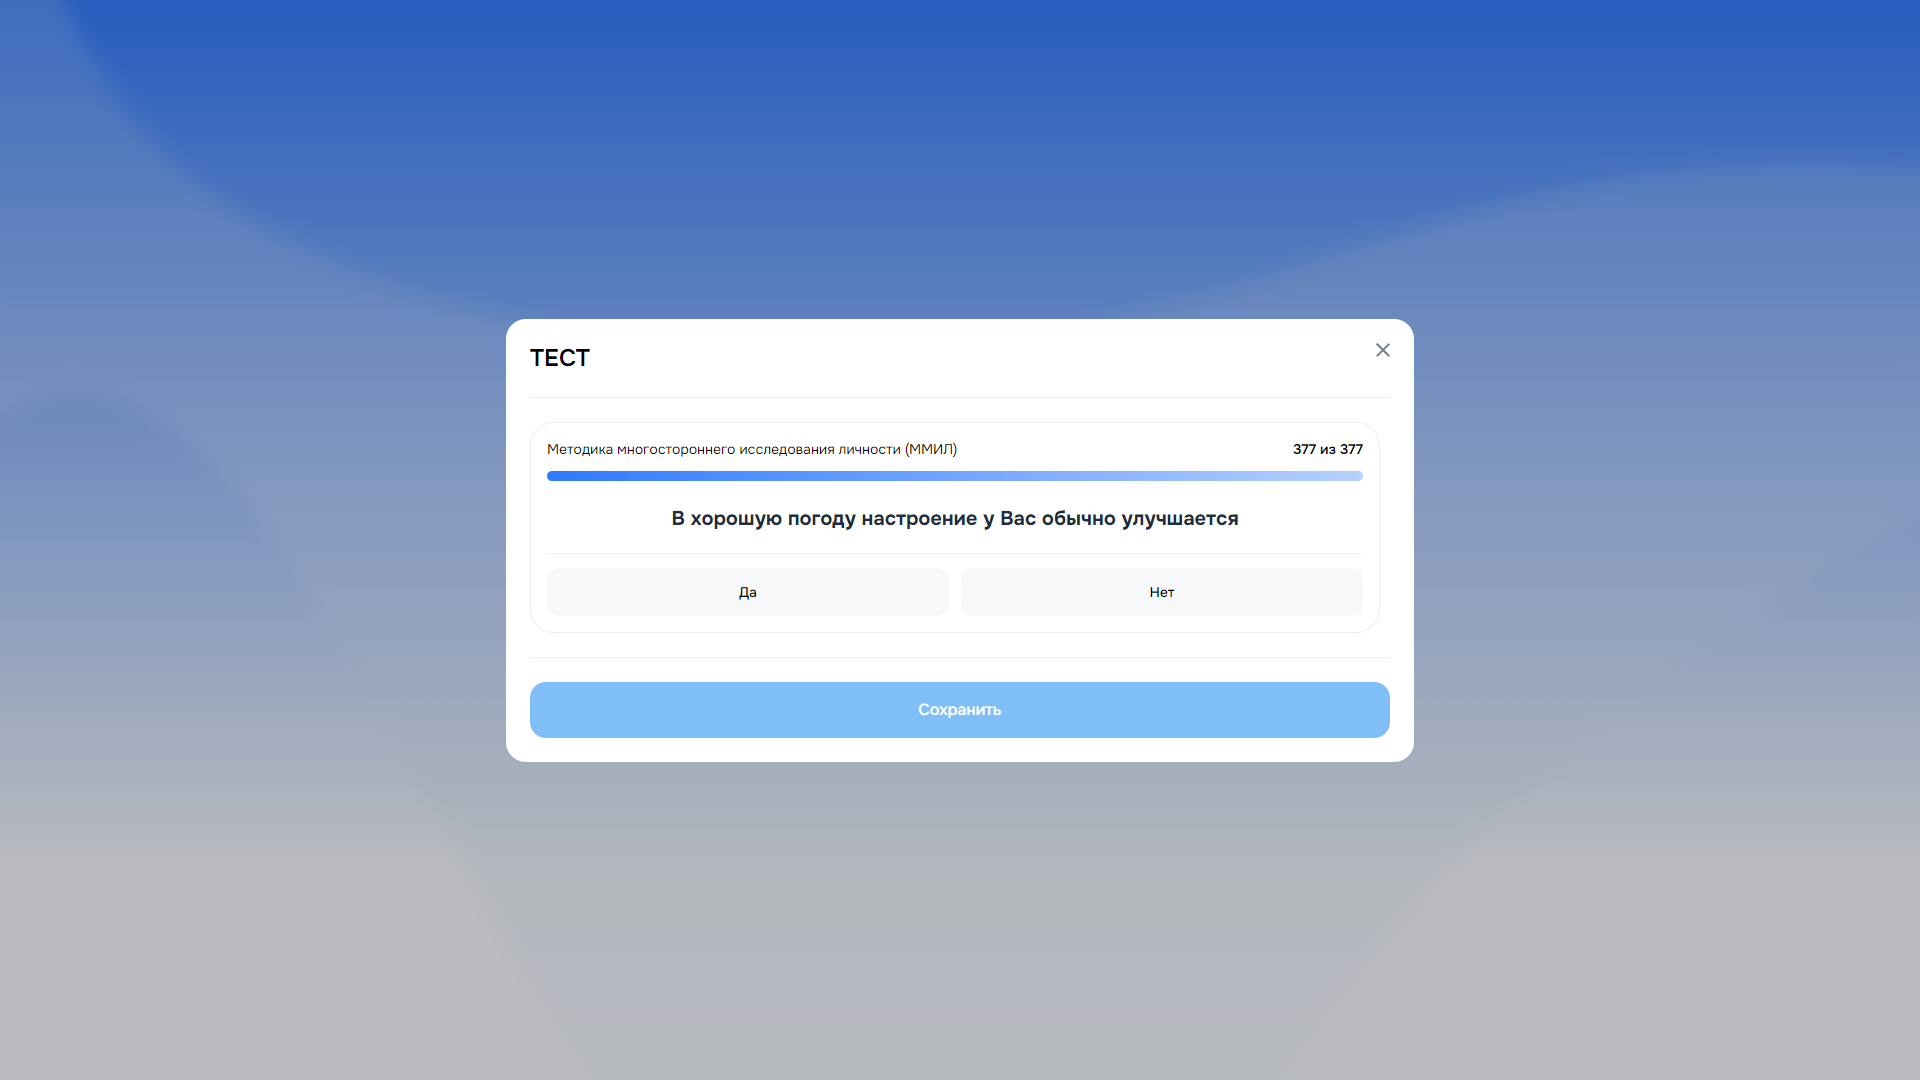 ТЕСТ
Методика многостороннего исследования личности (ММИЛ)
377 из 377
В хорошую погоду настроение у Вас обычно улучшается
Да
Нет
Сохранить